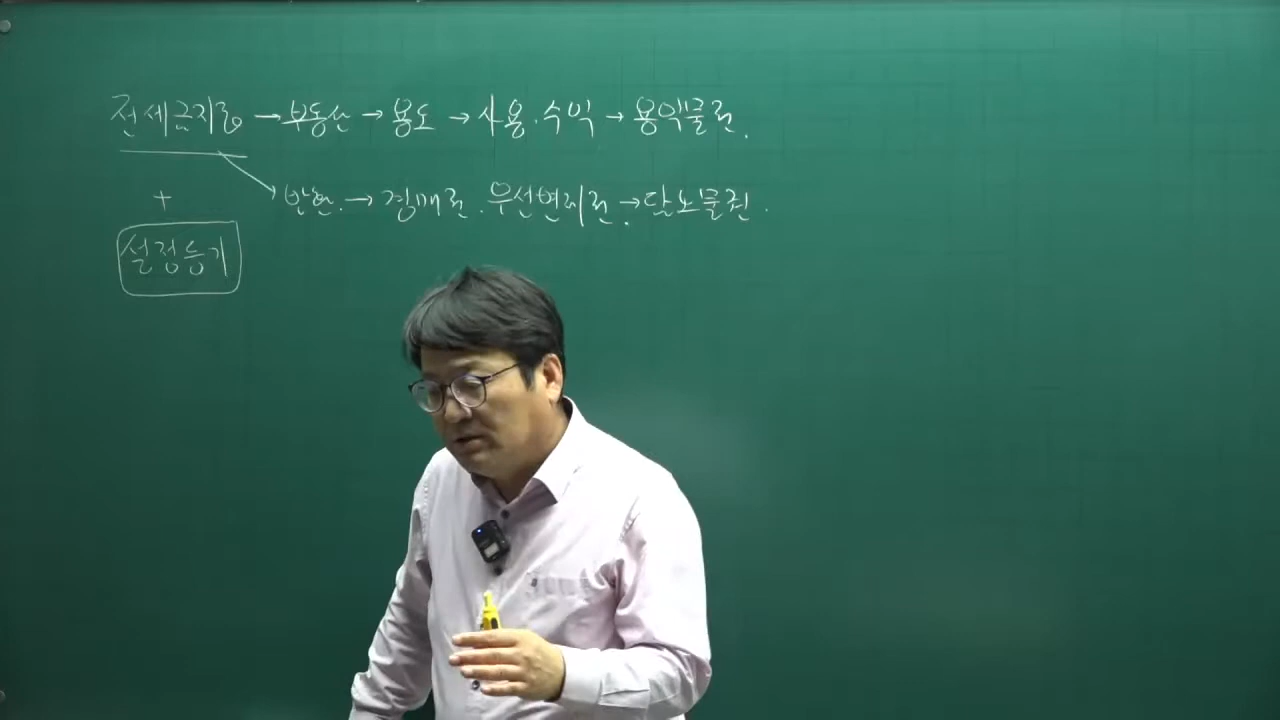 전세금지급 → 부동산 → 용도 → 사용.수익 → 용익물권.
반환. → 경매권.우선변제권. → 담보물권.
+
설정등기